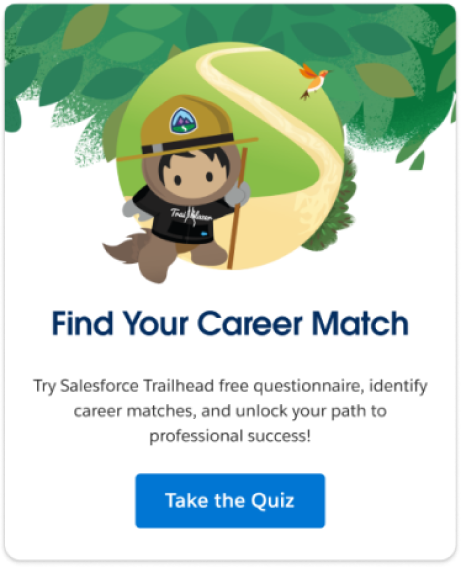 Trailblazer
Find Your Career Match
Try Salesforce Trailhead free questionnaire, identify
career matches, and unlock your path to
professional success!
Take the Quiz